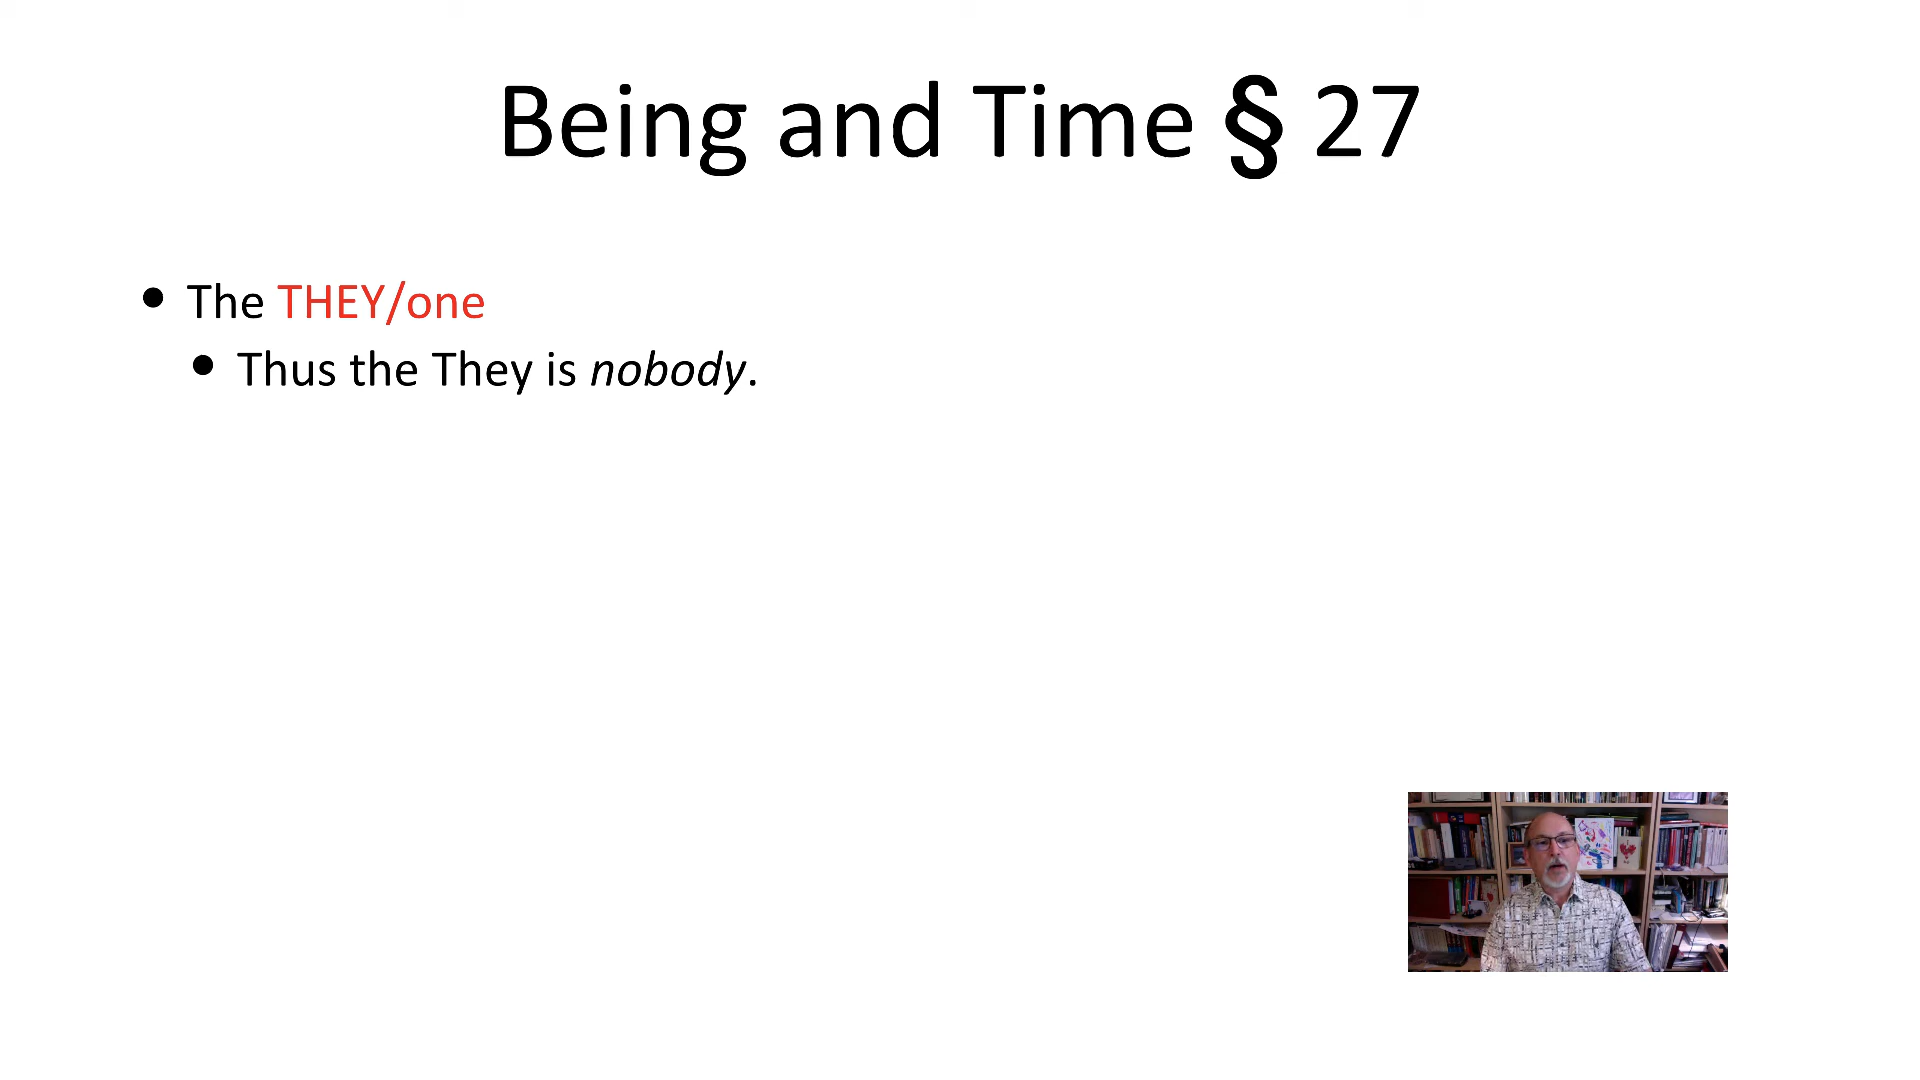 Being and Time § 27
• The THEY/one
• Thus the They is nobody.